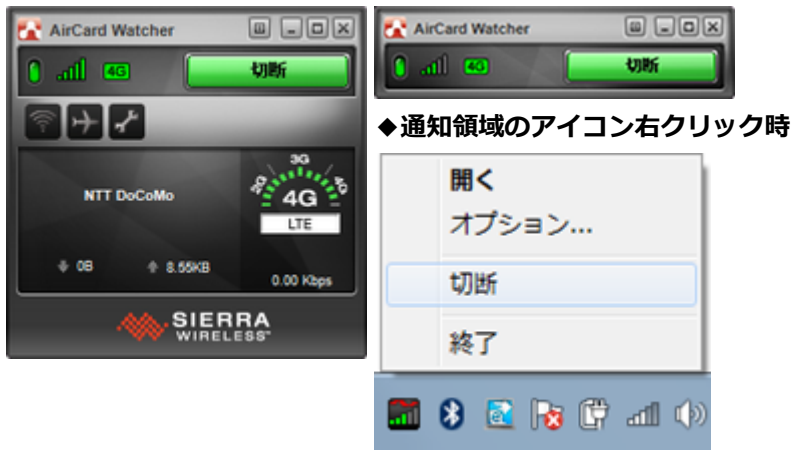 AirCard Watcher
4G
切断
2G
3G
4G
4G
NTT DoCoMo
LTE
0B
8.55KB
0.00 Kbps
SIERRA
WIRELESS™
AirCard Watcher
4G
切断
◆通知領域のアイコン右クリック時
開く
オプション...
切断
終了